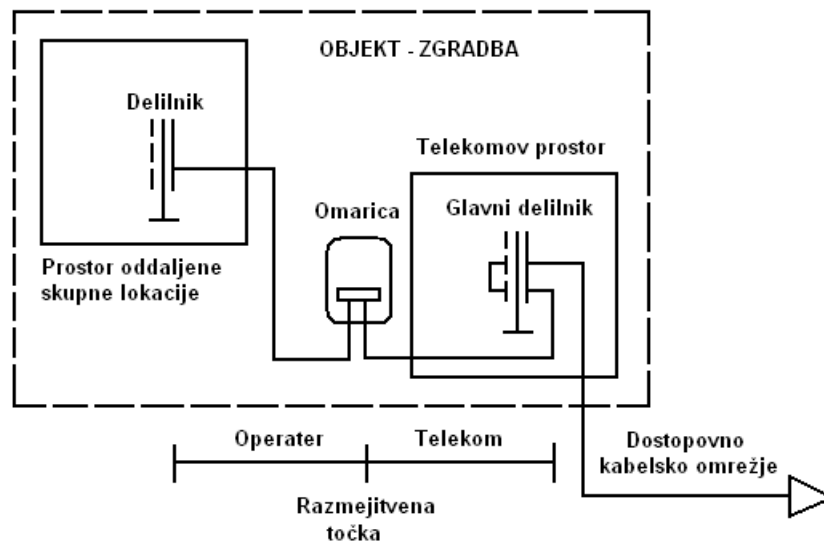 OBJEKT - ZGRADBA
Delilnik
Telekomov prostor
Omarica
Glavni delilnik
Prostor oddaljene
skupne lokacije
Operater
Telekom
Dostopovno
kabelsko omrežje
Razmejitvena
točka